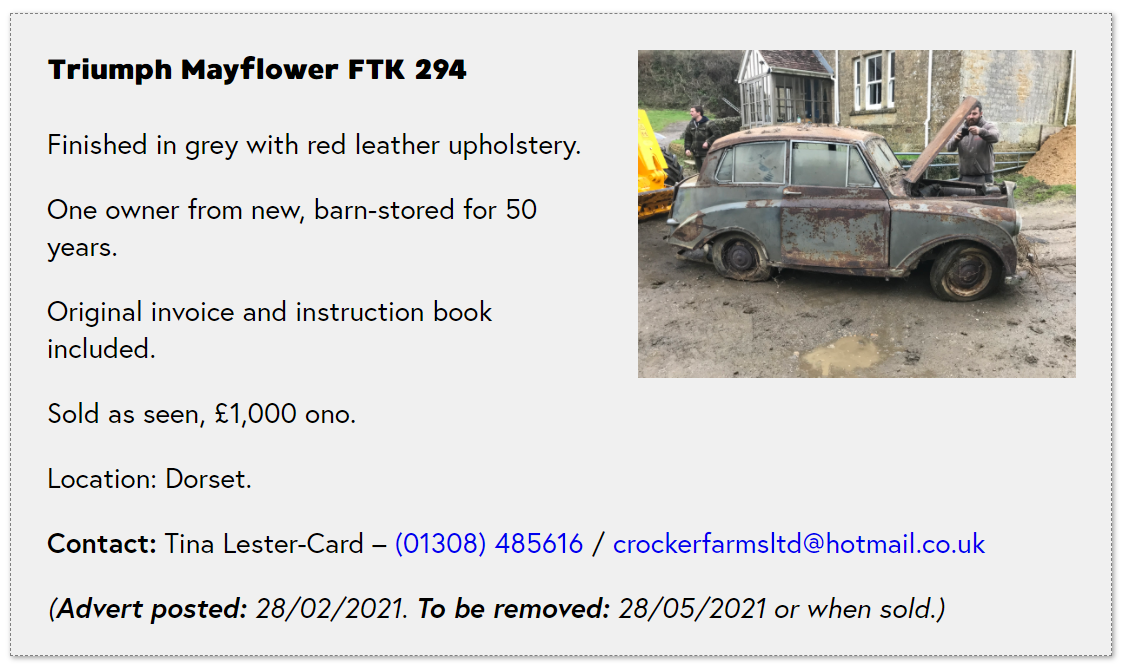 Triumph Mayflower FTK 294
Finished in grey with red leather upholstery.
One owner from new, barn-stored for 50
years.
Original invoice and instruction book
included.
Sold as seen, £1,000 ono.
Location: Dorset.
Contact: Tina Lester-Card – (01308) 485616 / crockerfarmsltd@hotmail.co.uk
(Advert posted: 28/02/2021. To be removed: 28/05/2021 or when sold.)